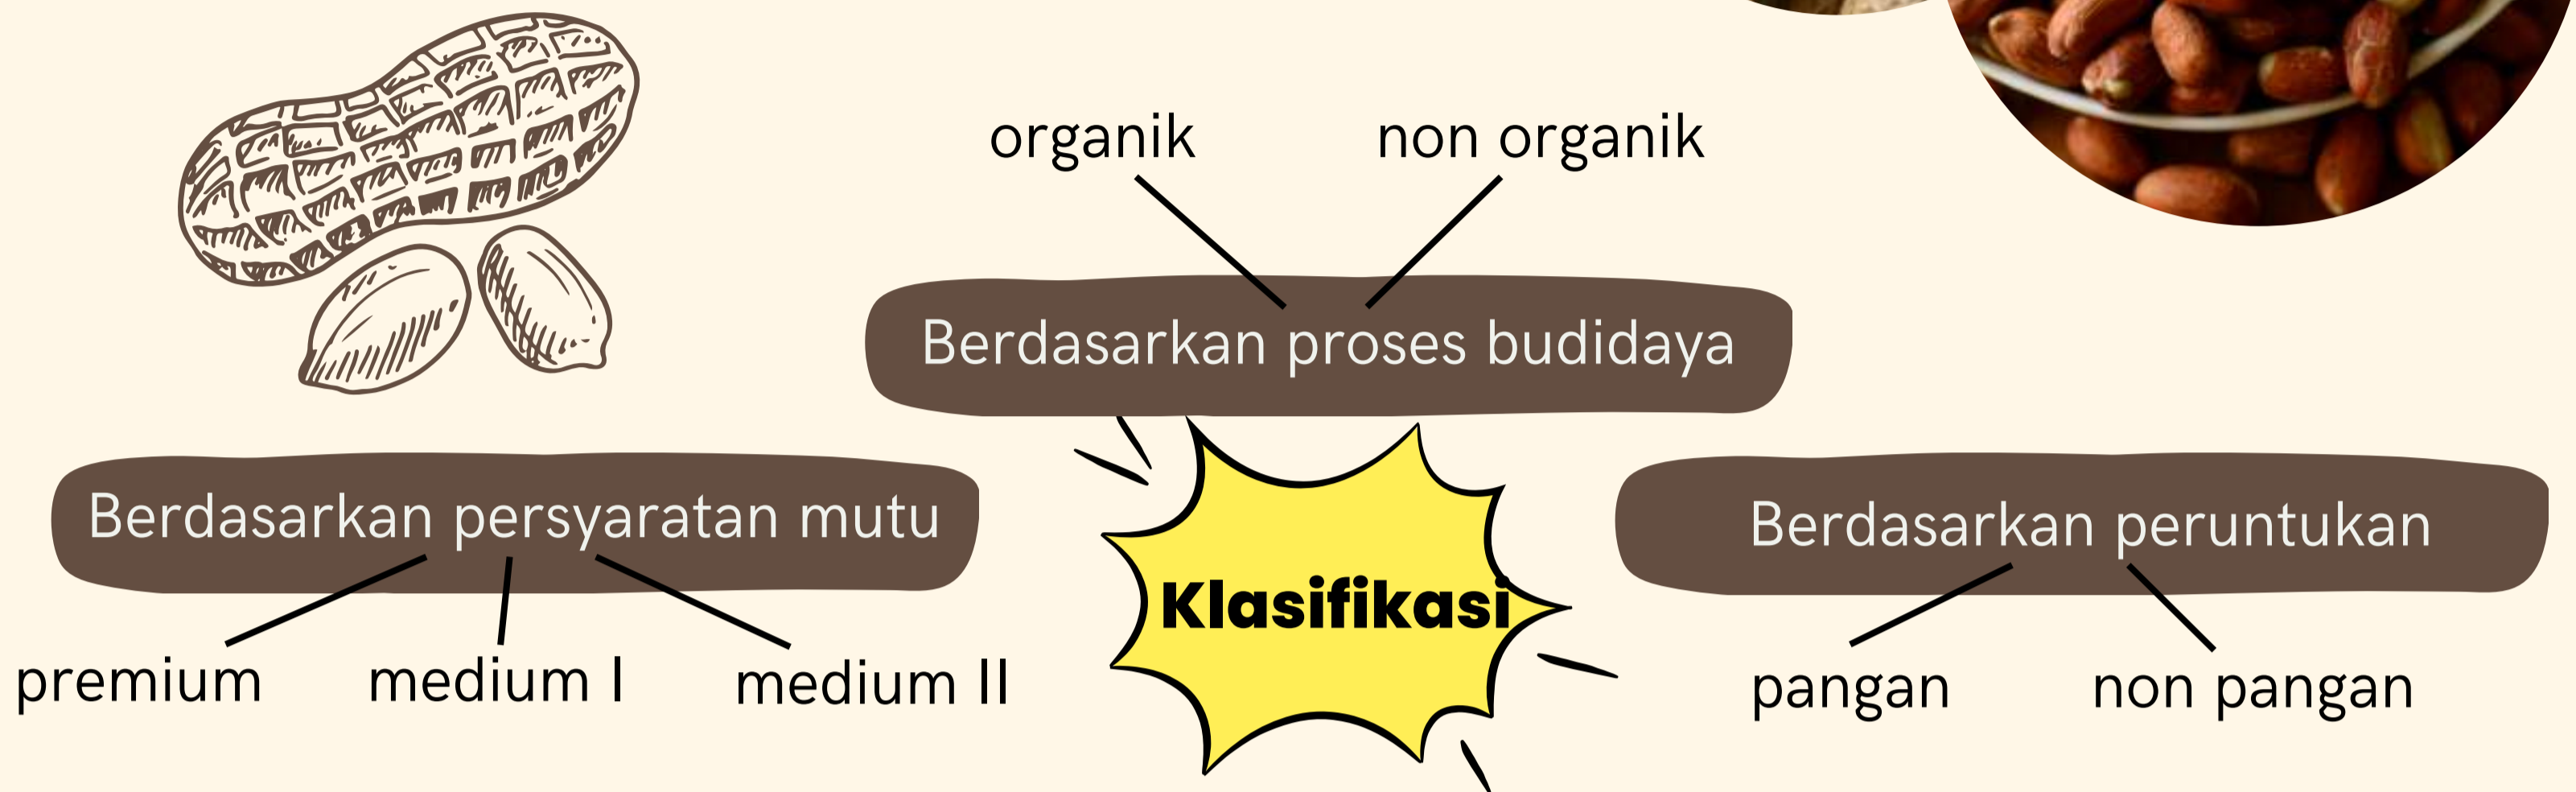 organik
non organik
Berdasarkan proses budidaya
Berdasarkan persyaratan mutu
premium
medium I
medium II
Klasifikasi
Berdasarkan peruntukan
pangan
non pangan